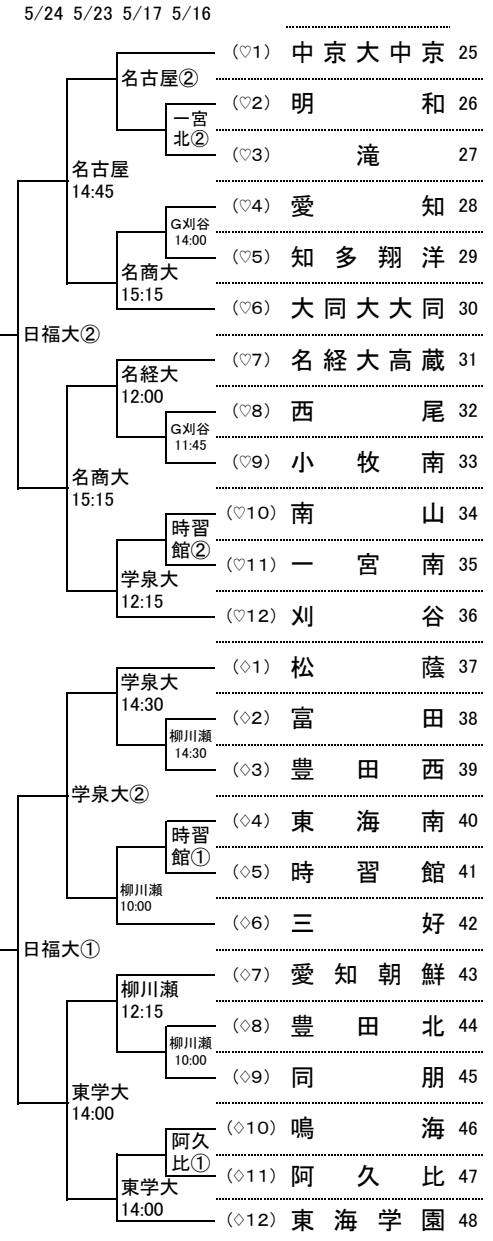 5/24 5/23 5/17 5/16
(♡1) 中京大中京 25
名古屋②
(♡2) 明和 26
一宮
北②
(♡3) 滝 27
名古屋
14:45
(♡4) 愛知 28
G刈谷
14:00
(♡5) 知多翔洋 29
名商大
15:15
(♡6) 大同大大同 30
日福大②
(♡7) 名経大高蔵 31
名経大
12:00
(♡8) 西尾 32
G刈谷
11:45
(♡9) 小牧南 33
名商大
15:15
(♡10) 南山 34
時習
館②
(♡11) 一宮南 35
学泉大
12:15
(♡12) 刈谷 36
(◇1) 松蔭 37
学泉大
14:30
(◇2) 富田 38
柳川瀬
14:30
(◇3) 豊田西 39
学泉大②
(◇4) 東海南 40
時習
館①
(◇5) 時習館 41
柳川瀬
10:00
(◇6) 三好 42
日福大①
(◇7) 愛知朝鮮 43
柳川瀬
12:15
(◇8) 豊田北 44
柳川瀬
10:00
(◇9) 同朋 45
東学大
14:00
(◇10) 鳴海 46
阿久
比①
(◇11) 阿久比 47
東学大
14:00
(◇12) 東海学園 48